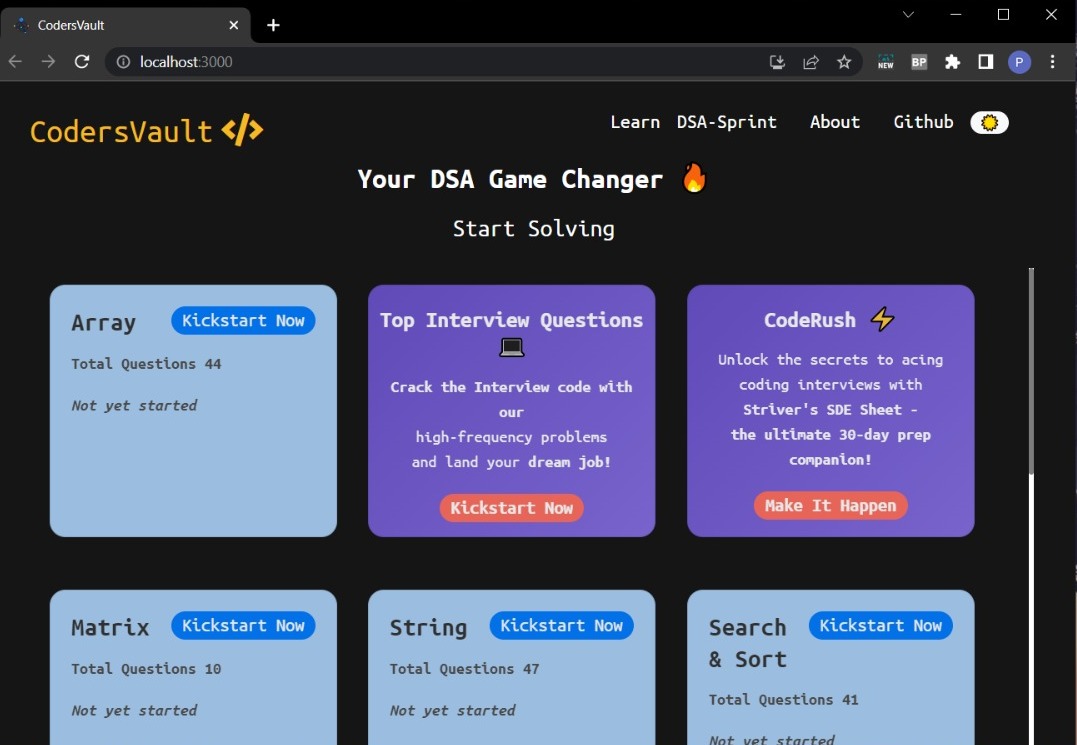 CodersVault
localhost:3000
NEW
BP
P
CodersVault </>
Learn DSA-Sprint About Github
Your DSA Game Changer 🔥
Start Solving
Array Kickstart Now
Total Questions 44
Not yet started
Top Interview Questions
💻
Crack the Interview code with
our
high-frequency problems
and land your dream job!
Kickstart Now
CodeRush ⚡
Unlock the secrets to acing
coding interviews with
Striver's SDE Sheet -
the ultimate 30-day prep
companion!
Make It Happen
Matrix Kickstart Now
Total Questions 10
Not yet started
String Kickstart Now
Total Questions 47
Not yet started
Search Kickstart Now
& Sort
Total Questions 41
Not yet started